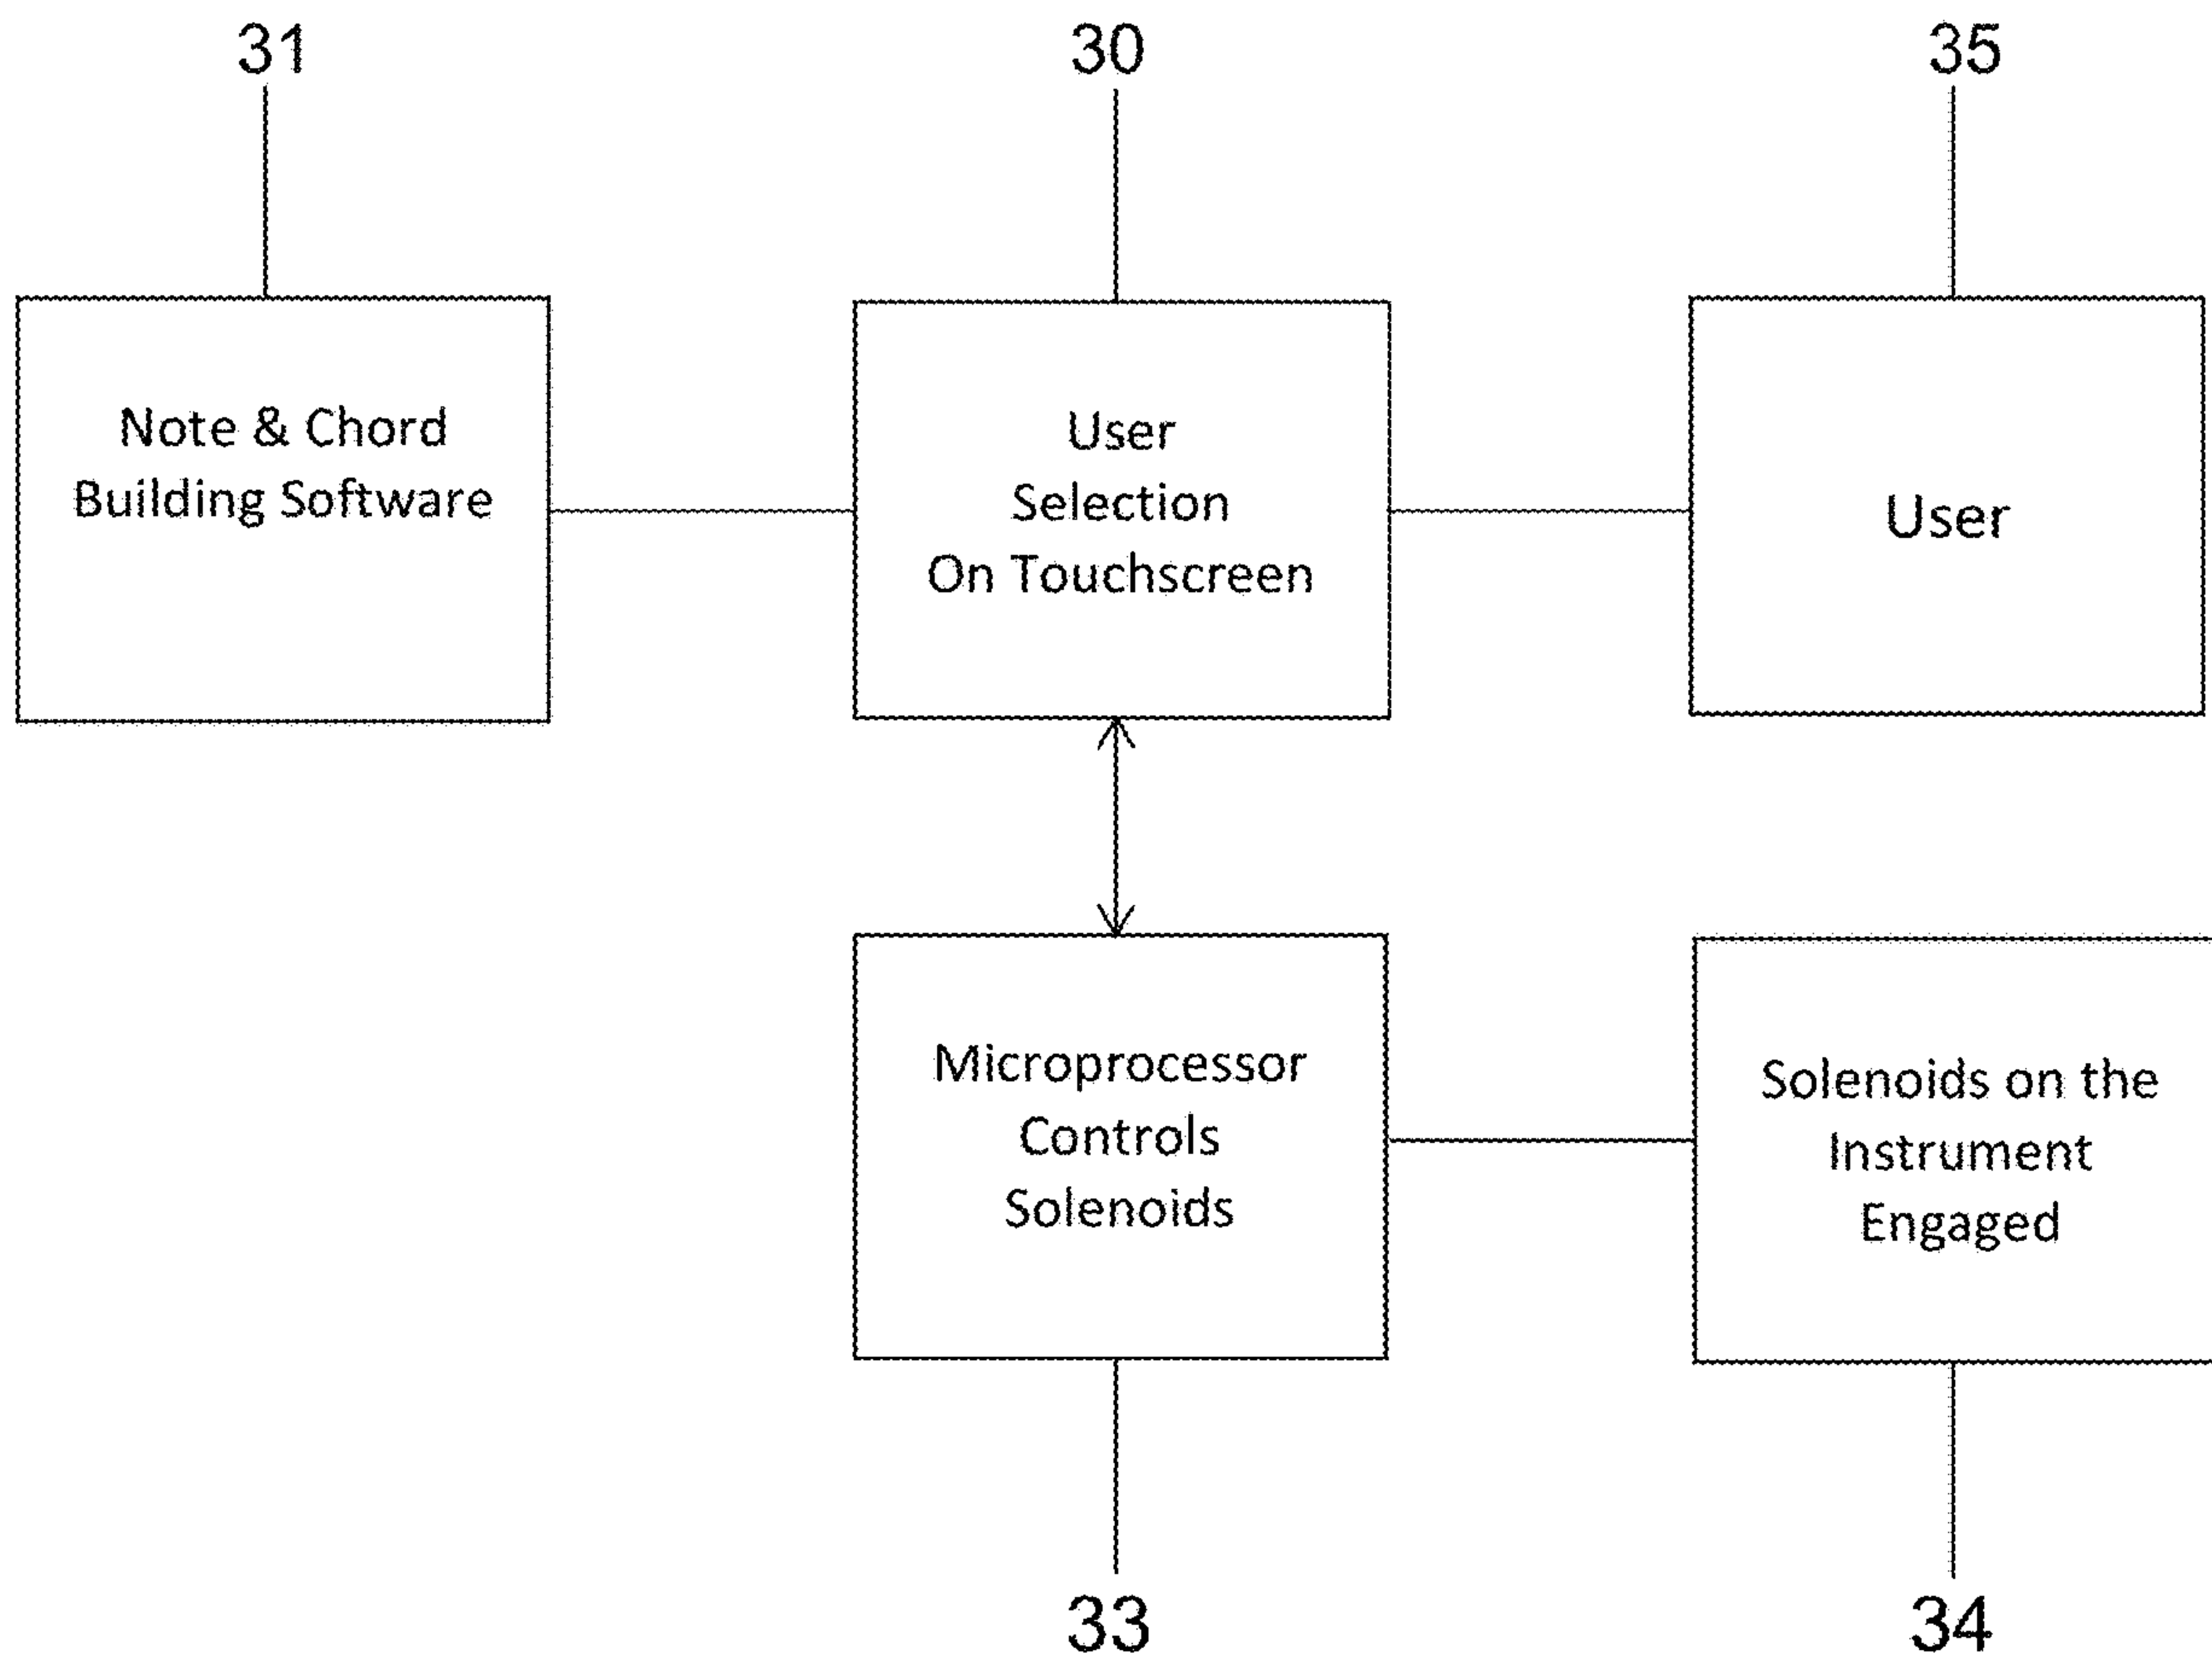 31
30
35
Note & Chord
Building Software
User
Selection
On Touchscreen
User
Microprocessor
Controls
Solenoids
Solenoids on the
Instrument
Engaged
33
34